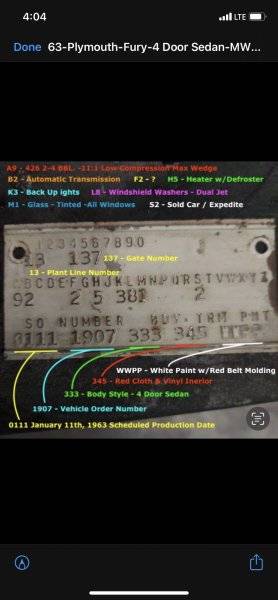 4:04
LTE
Done 63-Plymouth-Fury-4 Door Sedan-MW...
A9 - 426 2-4 BBL. -11:1 Low Compression Max Wedge
B2 - Automatic Transmission F2 - ? H5 - Heater w/Defroster
K3 - Back Up ights L8 - Windshield Washers - Dual Jet
M1 - Glass - Tinted -All Windows S2 - Sold Car / Expedite
1234567890
13 137 137 - Gate Number
13 - Plant Line Number
ABCDEFGHJKLMNPQRSTVWXYZ
92 2 5 381 2
SO NUMBER BDY. TRM PNT
0111 1907 333 345 WWPP
WWPP - White Paint w/Red Belt Molding
345 - Red Cloth & Vinyl Inerior
333 - Body Style - 4 Door Sedan
1907 - Vehicle Order Number
0111 January 11th, 1963 Scheduled Production Date